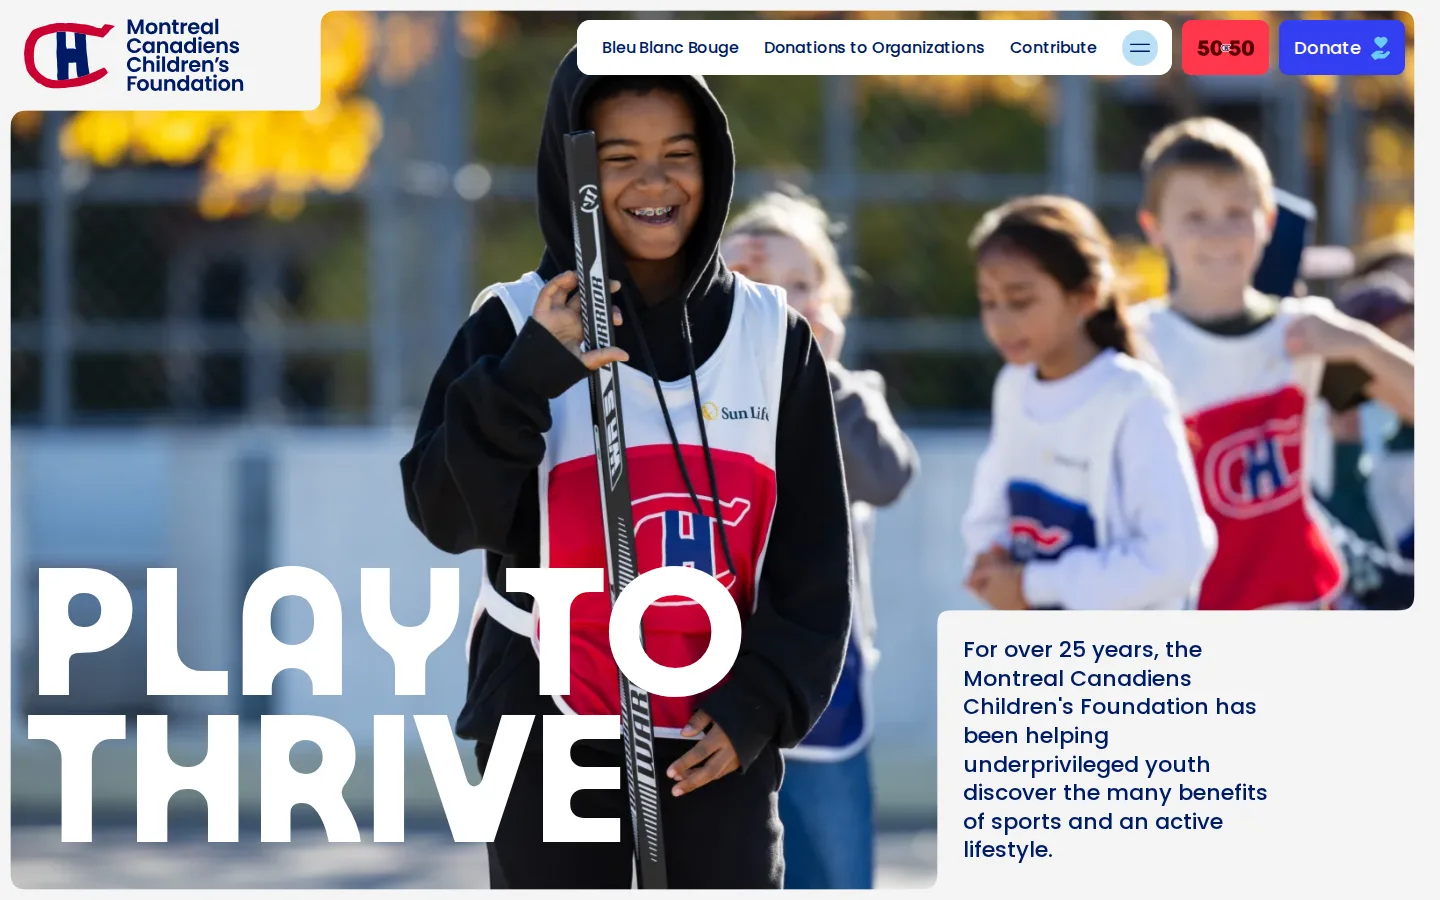 Montreal
Canadiens
Children's
Foundation
Bleu Blanc Bouge
Donations to Organizations
Contribute
50 50
Donate
WARRIOR
Sun Life
CH
PLAY TO
THRIVE
For over 25 years, the
Montreal Canadiens
Children's Foundation has
been helping
underprivileged youth
discover the many benefits
of sports and an active
lifestyle.